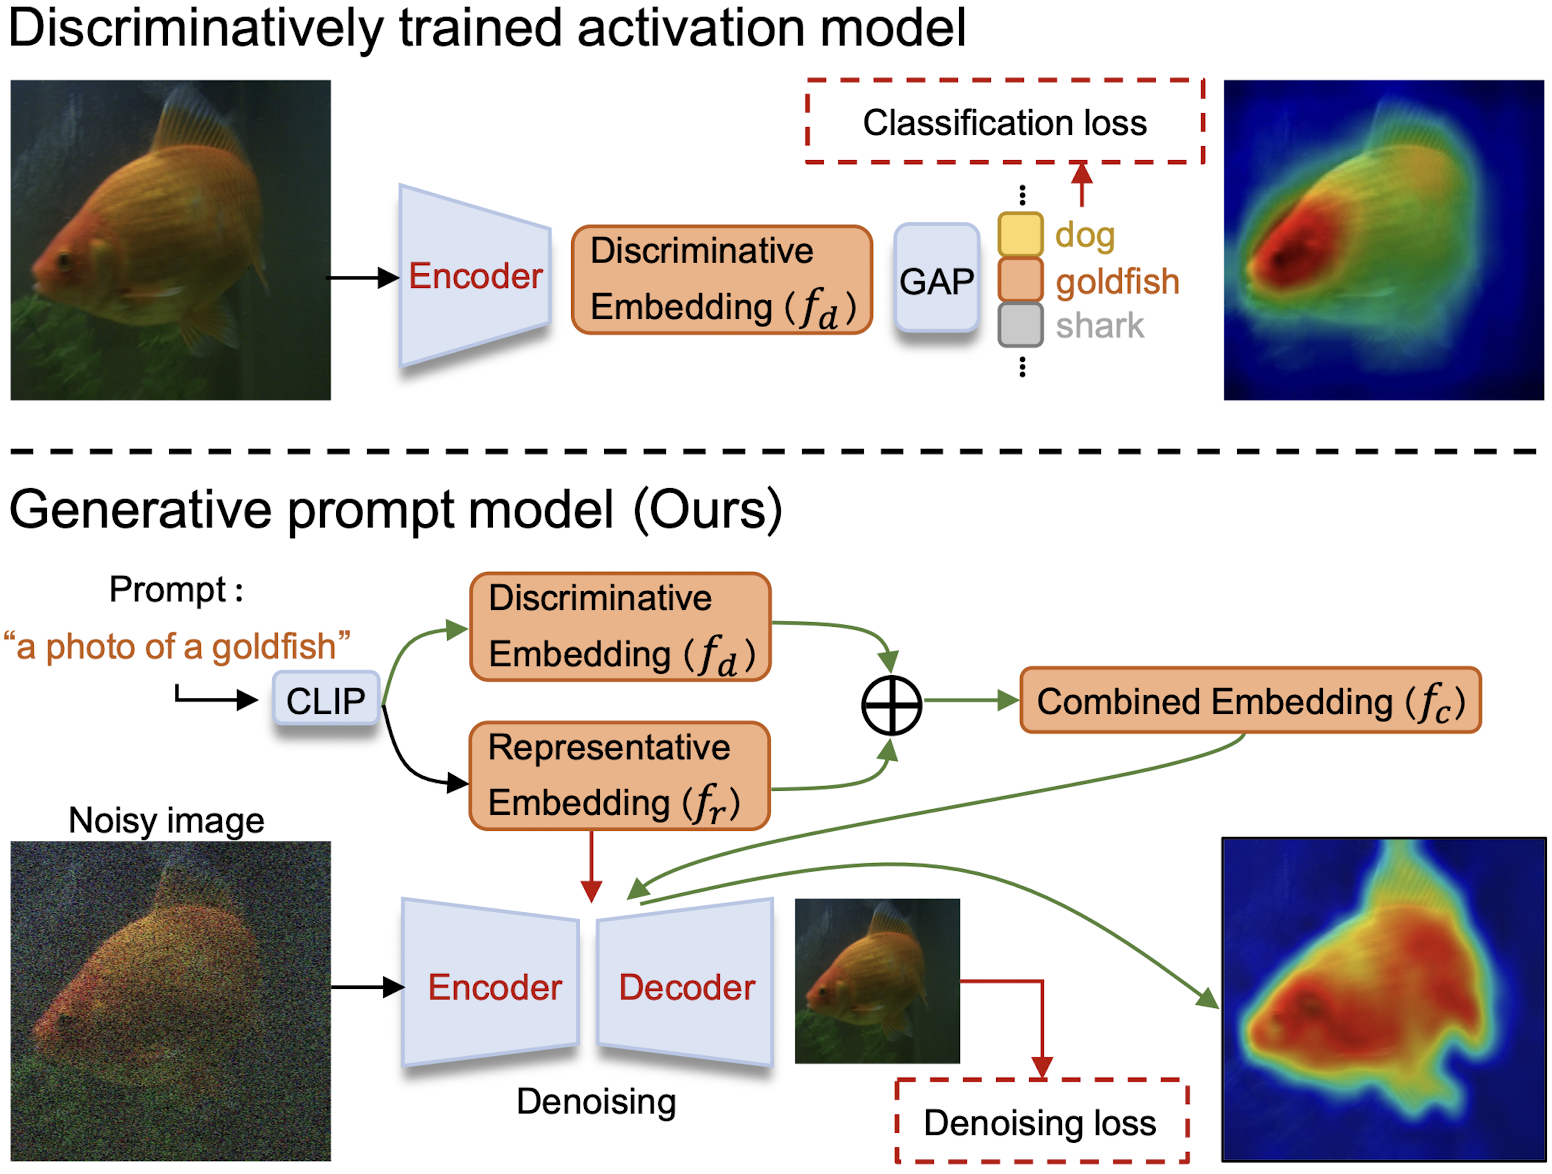 Discriminatively trained activation model
Classification loss
Encoder
Discriminative
Embedding (f_d)
GAP
dog
goldfish
shark
Generative prompt model (Ours)
Prompt :
“a photo of a goldfish”
CLIP
Discriminative
Embedding (f_d)
Representative
Embedding (f_r)
Combined Embedding (f_c)
Noisy image
Encoder
Decoder
Denoising
Denoising loss